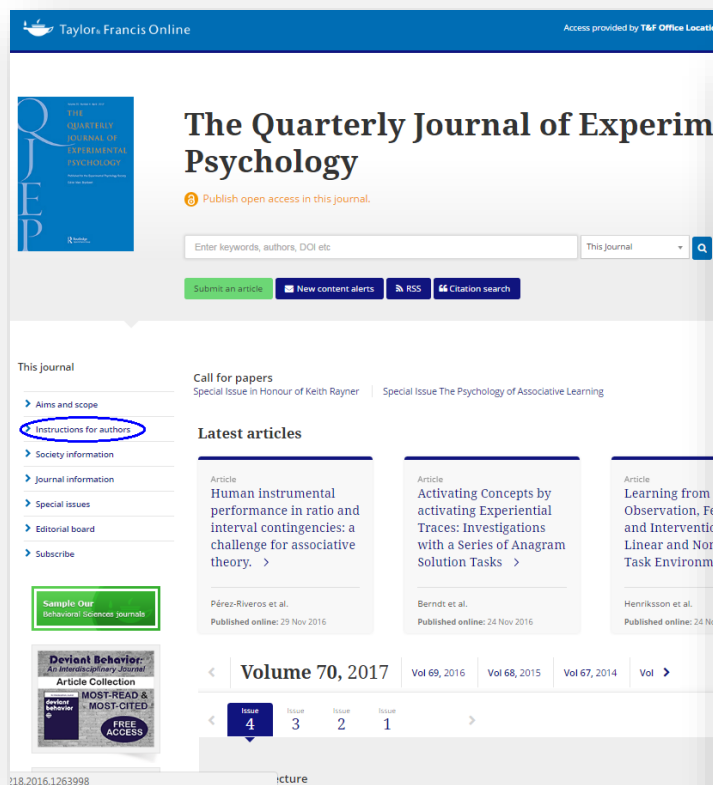 Taylor & Francis Online
Access provided by T&F Office Locati
THE
QUARTERLY
JOURNAL OF
EXPERIMENTAL
PSYCHOLOGY
QJEP
Routledge
The Quarterly Journal of Experim
Psychology
Publish open access in this journal.
Enter keywords, authors, DOI etc
This Journal
Submit an article
New content alerts
RSS
Citation search
This journal
Aims and scope
Instructions for authors
Society information
Journal information
Special issues
Editorial board
Subscribe
Sample Our
Behavioral Sciences journals
Deviant Behavior:
An Interdisciplinary Journal
Article Collection
MOST-READ &
MOST-CITED
deviant
behavior
FREE
ACCESS
Call for papers
Special Issue in Honour of Keith Rayner
Special Issue The Psychology of Associative Learning
Latest articles
Article
Human instrumental
performance in ratio and
interval contingencies: a
challenge for associative
theory. >
Pérez-Riveros et al.
Published online: 29 Nov 2016
Article
Activating Concepts by
activating Experiential
Traces: Investigations
with a Series of Anagram
Solution Tasks >
Berndt et al.
Published online: 24 Nov 2016
Article
Learning from
Observation, Fe
and Interventio
Linear and Non
Task Environm
Henriksson et al.
Published online: 24 No
Volume 70, 2017
Vol 69, 2016
Vol 68, 2015
Vol 67, 2014
Vol
Issue
4
Issue
3
Issue
2
Issue
1
218.2016.1263998
ecture